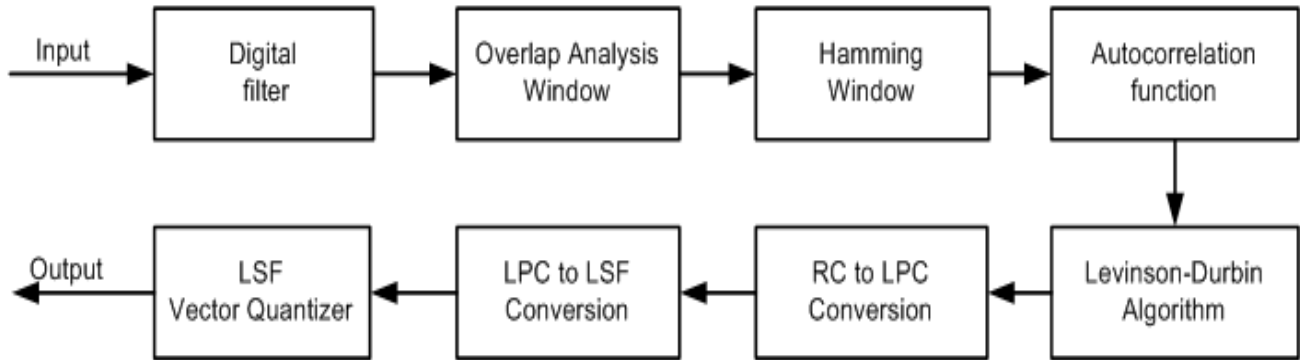 Input
Digital
filter
Overlap Analysis
Window
Hamming
Window
Autocorrelation
function
Output
LSF
Vector Quantizer
LPC to LSF
Conversion
RC to LPC
Conversion
Levinson-Durbin
Algorithm